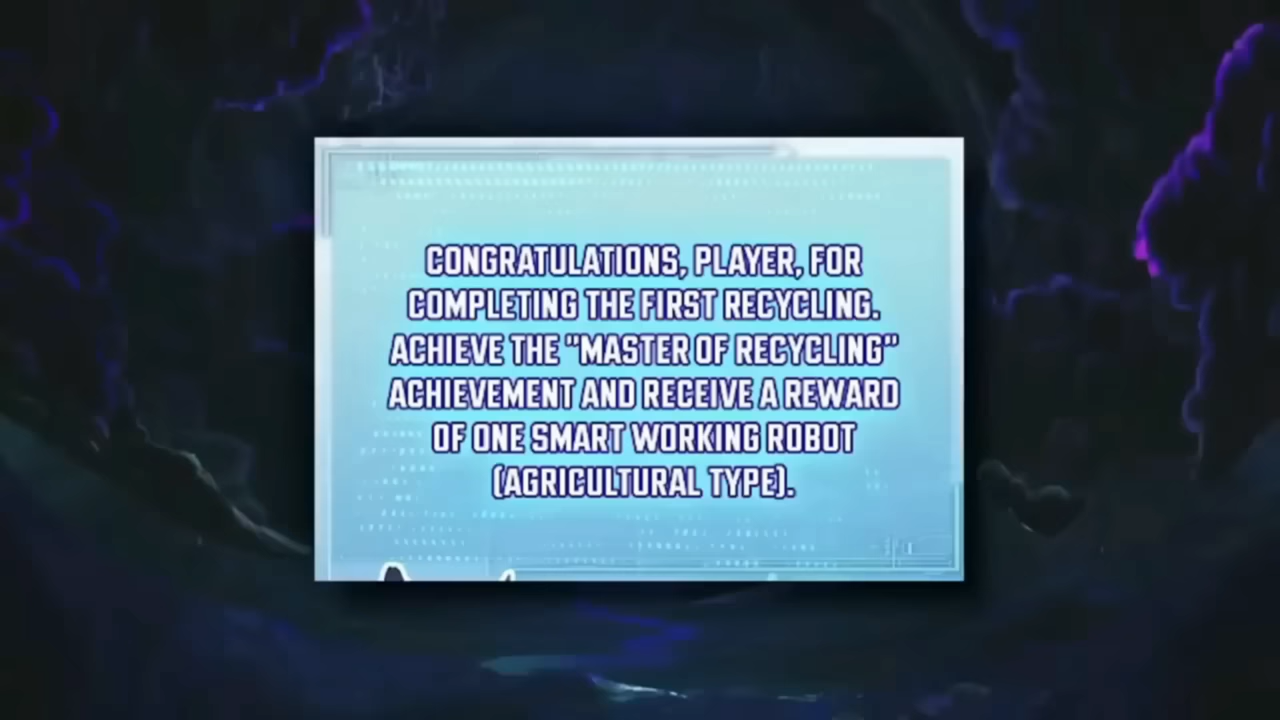 CONGRATULATIONS, PLAYER, FOR
COMPLETING THE FIRST RECYCLING.
ACHIEVE THE "MASTER OF RECYCLING"
ACHIEVEMENT AND RECEIVE A REWARD
OF ONE SMART WORKING ROBOT
(AGRICULTURAL TYPE).